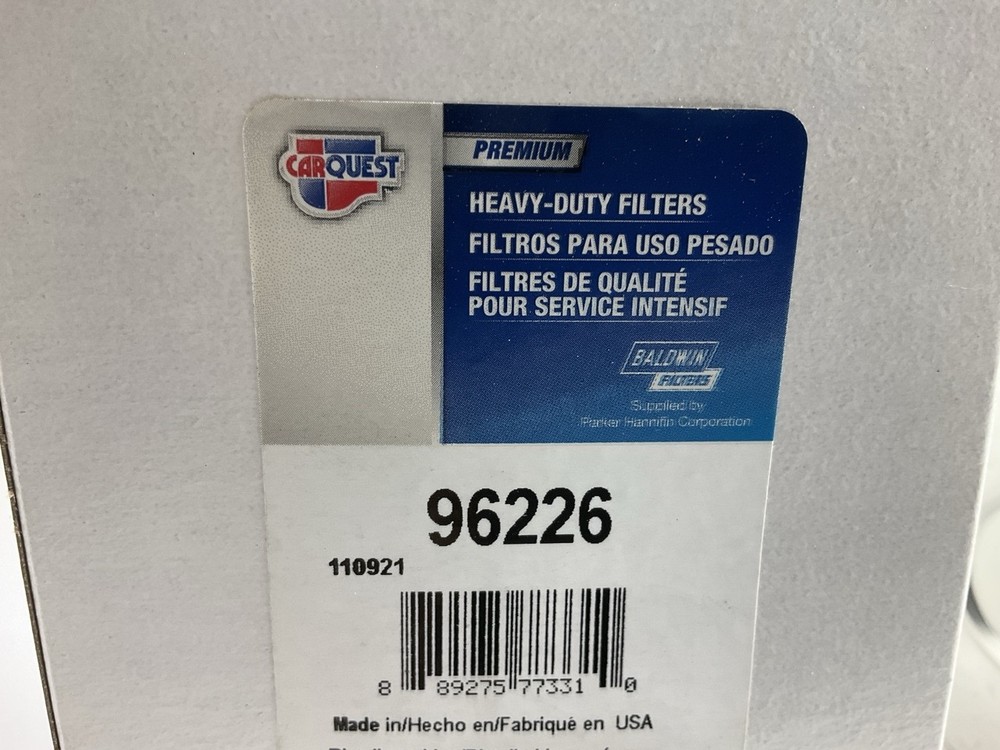 CARQUEST
PREMIUM
HEAVY-DUTY FILTERS
FILTROS PARA USO PESADO
FILTRES DE QUALITÉ
POUR SERVICE INTENSIF
BALDWIN
FILTERS
Supplied by
Parker Hannifin Corporation
96226
110921
8 89275 77331 0
Made in/Hecho en/Fabriqué en USA